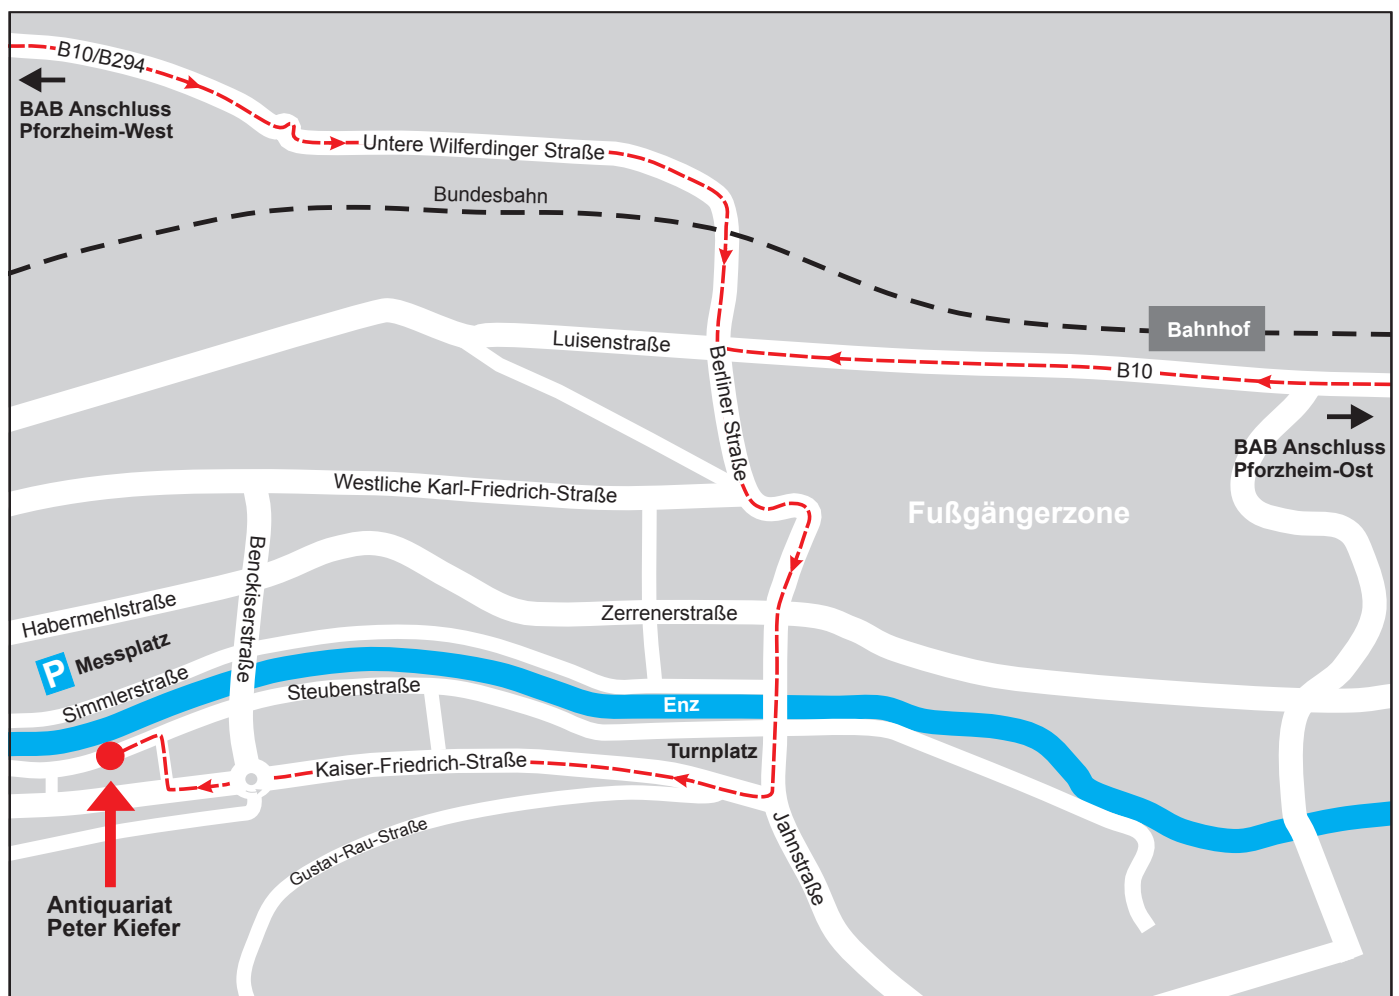 B10/B294
BAB Anschluss
Pforzheim-West
Untere Wilferdinger Straße
Bundesbahn
Bahnhof
Luisenstraße
Berliner Straße
B10
BAB Anschluss
Pforzheim-Ost
Westliche Karl-Friedrich-Straße
Fußgängerzone
Benckiserstraße
Habermehlstraße
Zerrenerstraße
P Messplatz
Simmlerstraße
Steubenstraße
Enz
Turnplatz
Kaiser-Friedrich-Straße
Gustav-Rau-Straße
Jahnstraße
Antiquariat
Peter Kiefer